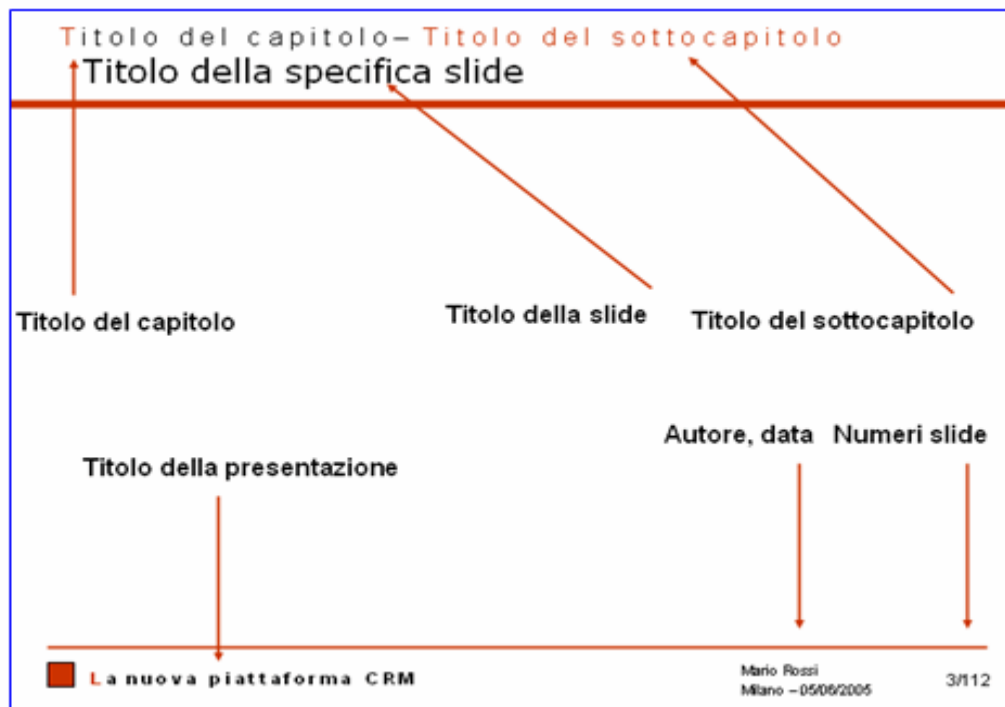 Titolo del capitolo– Titolo del sottocapitolo
Titolo della specifica slide
Titolo del capitolo
Titolo della slide
Titolo del sottocapitolo
Autore, data
Numeri slide
Titolo della presentazione
La nuova piattaforma CRM
Mario Rossi
Milano – 05/06/2005
3/112